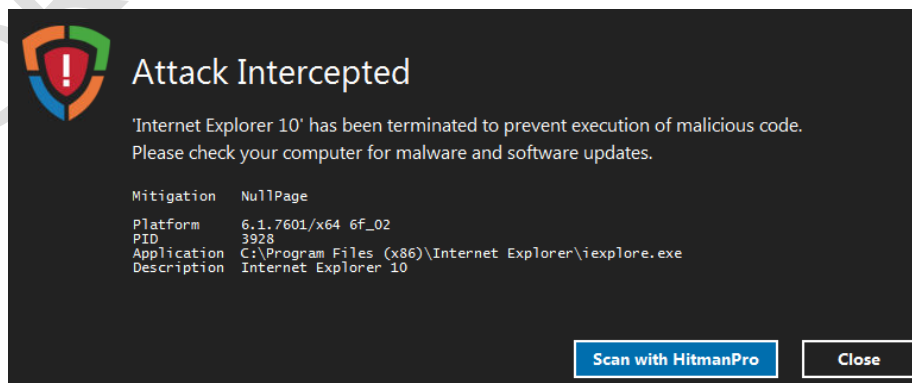 Attack Intercepted
'Internet Explorer 10' has been terminated to prevent execution of malicious code.
Please check your computer for malware and software updates.
Mitigation NullPage
Platform 6.1.7601/x64 6f_02
PID 3928
Application C:\Program Files (x86)\Internet Explorer\iexplore.exe
Description Internet Explorer 10
Scan with HitmanPro Close